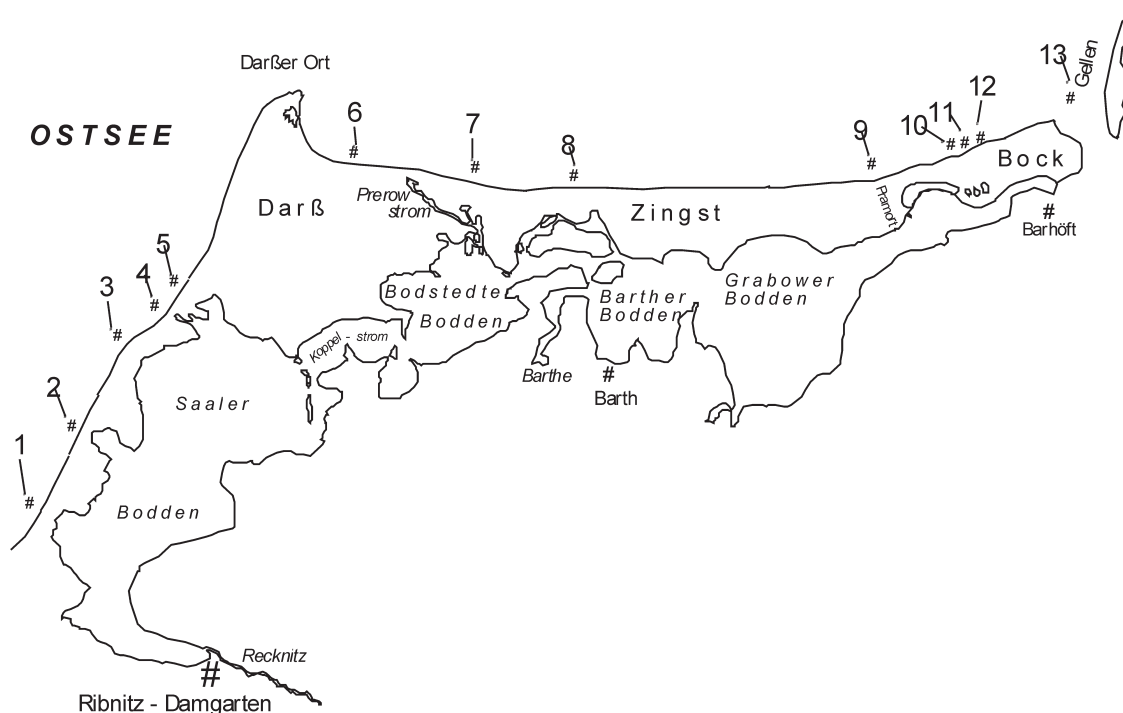 Darßer Ort
13
Gellen
12
OSTSEE
6
7
8
9
10
11
Bock
Prerow
strom
Darß
Zingst
Pramort
#
Barhöft
5
4
3
Bodstedter
Bodden
Barther
Bodden
Grabower
Bodden
Koppel - strom
2
Saaler
Barthe
#
Barth
1
Bodden
Recknitz
#
Ribnitz - Damgarten